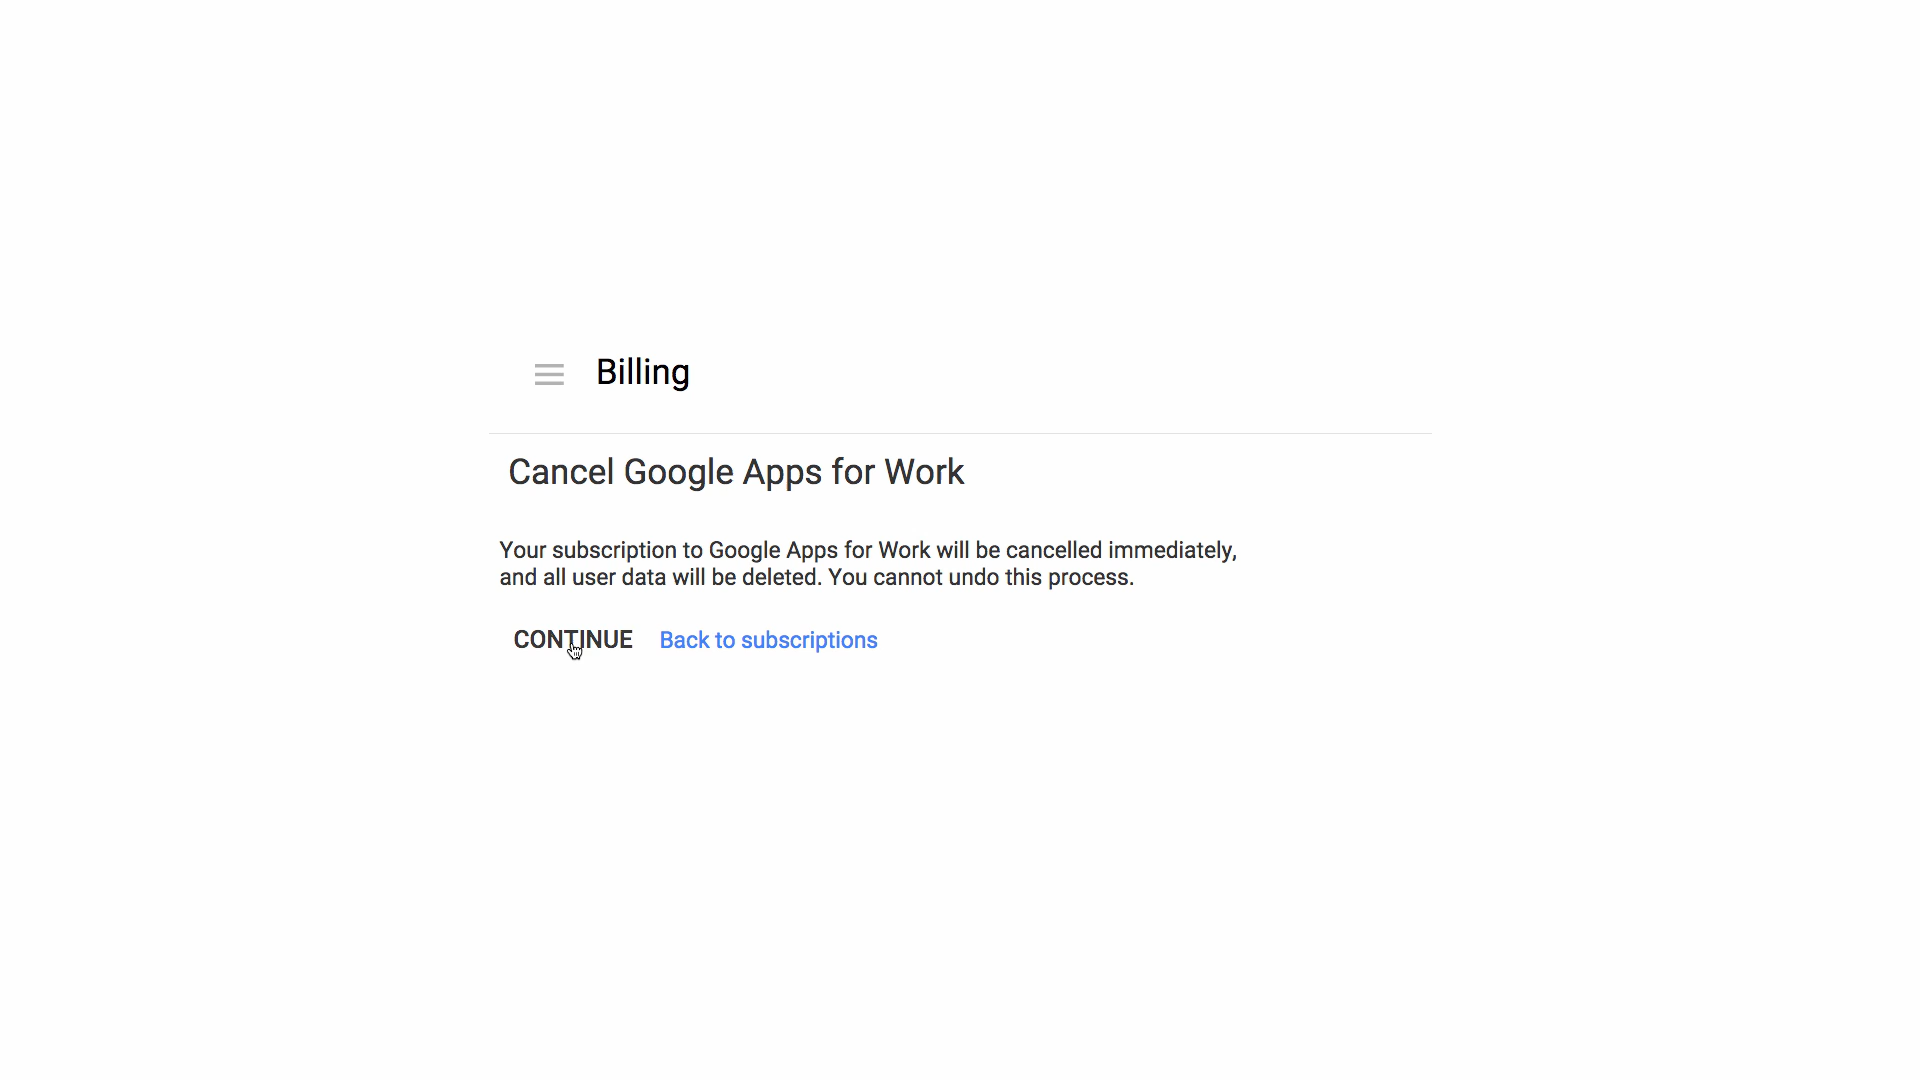 Billing
Cancel Google Apps for Work
Your subscription to Google Apps for Work will be cancelled immediately,
and all user data will be deleted. You cannot undo this process.
CONTINUE Back to subscriptions